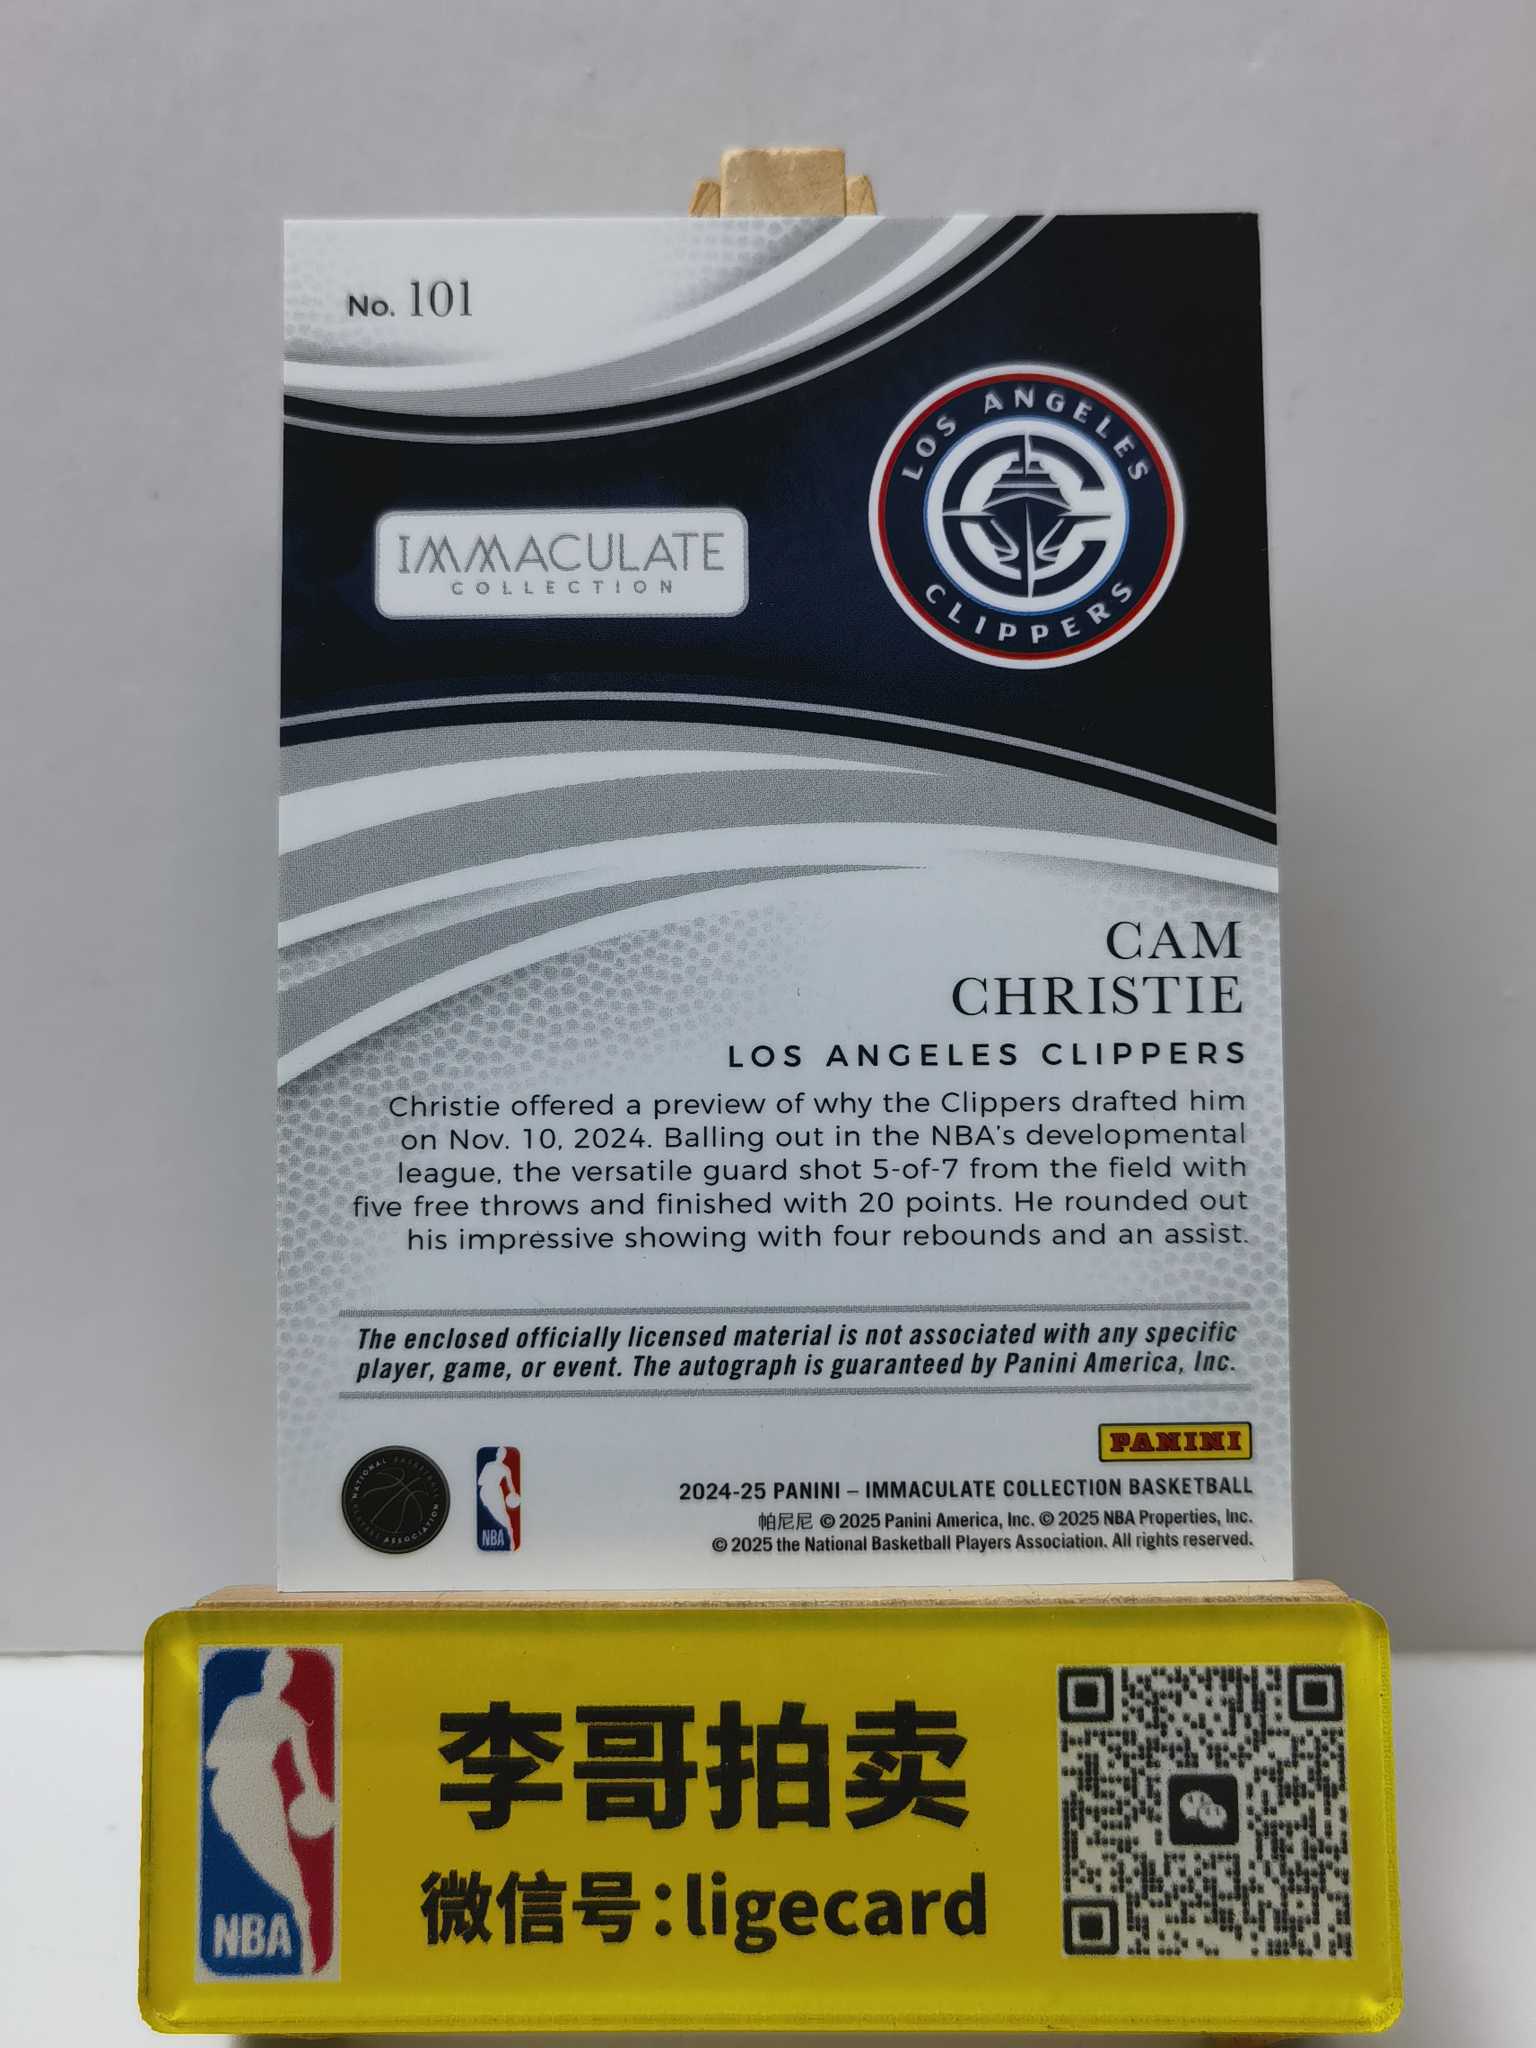 No. 101
LOS ANGELES
CLIPPERS
IMMACULATE
COLLECTION
CAM
CHRISTIE
LOS ANGELES CLIPPERS
Christie offered a preview of why the Clippers drafted him
on Nov. 10, 2024. Balling out in the NBA's developmental
league, the versatile guard shot 5-of-7 from the field with
five free throws and finished with 20 points. He rounded out
his impressive showing with four rebounds and an assist.
The enclosed officially licensed material is not associated with any specific
player, game, or event. The autograph is guaranteed by Panini America, Inc.
PANINI
NATIONAL BASKETBALL
PLAYERS ASSOCIATION
NBA
2024-25 PANINI – IMMACULATE COLLECTION BASKETBALL
帕尼尼 © 2025 Panini America, Inc. © 2025 NBA Properties, Inc.
© 2025 the National Basketball Players Association. All rights reserved.
NBA
李哥拍卖
微信号:ligecard